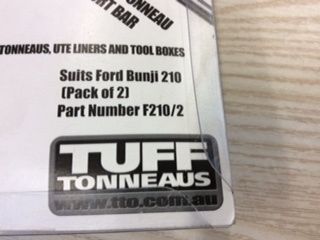 TONNEAU
BAR
TONNEAUS, UTE LINERS AND TOOL BOXES
Suits Ford Bunji 210
(Pack of 2)
Part Number F210/2
TUFF
TONNEAUS
www.tto.com.au